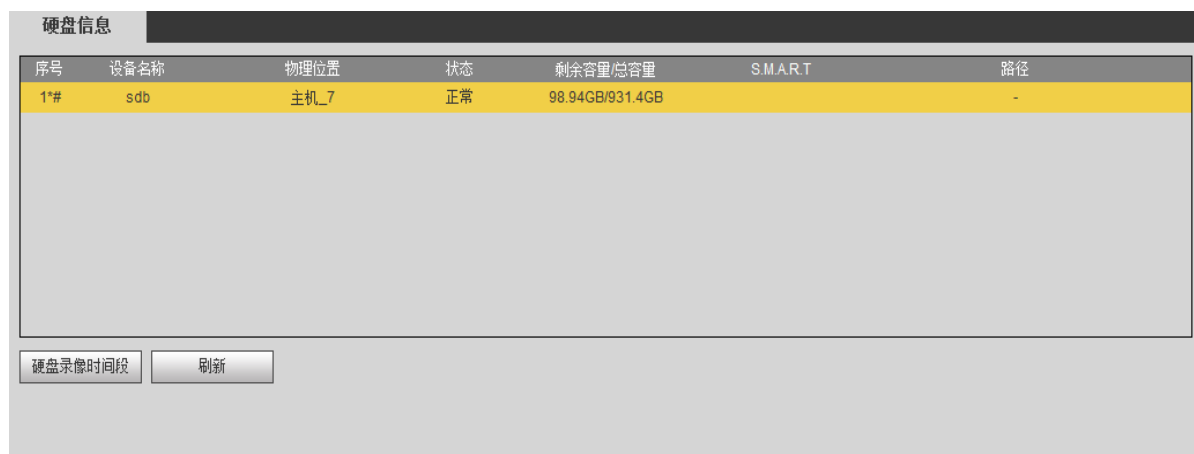 硬盘信息
序号 设备名称 物理位置 状态 剩余容量/总容量 S.M.A.R.T 路径
1*# sdb 主机_7 正常 98.94GB/931.4GB -
硬盘录像时间段 刷新